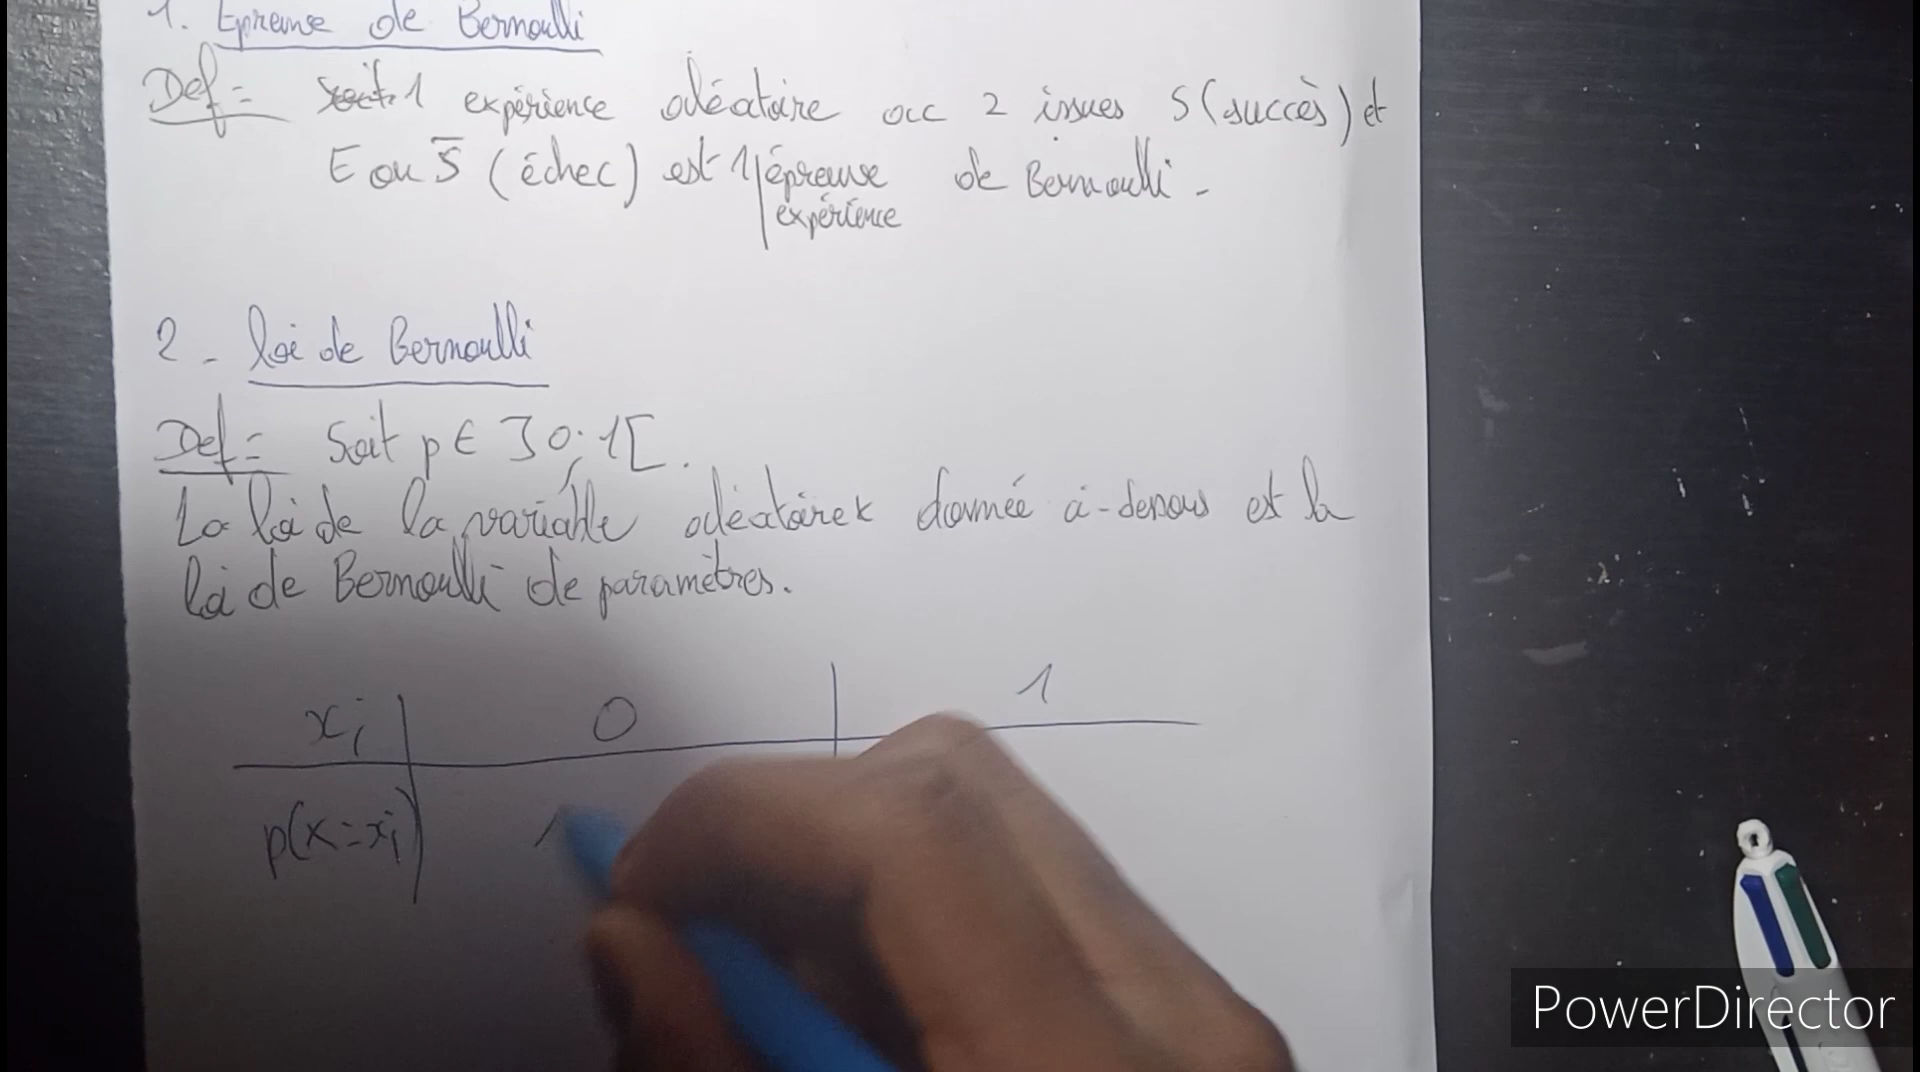 1. Epreuve de Bernoulli
Def = Soit 1 expérience aléatoire acc 2 issues S (succès) et
E ou S̅ (échec) est 1 épreuve de Bernoulli -
expérience
2 - loi de Bernoulli
Def = Soit p ∈ ]0;1[.
La loi de la variable aléatoire X donnée ci-dessous est la
loi de Bernoulli de paramètres.
xi 0 1
p(X=xi) 1
PowerDirector